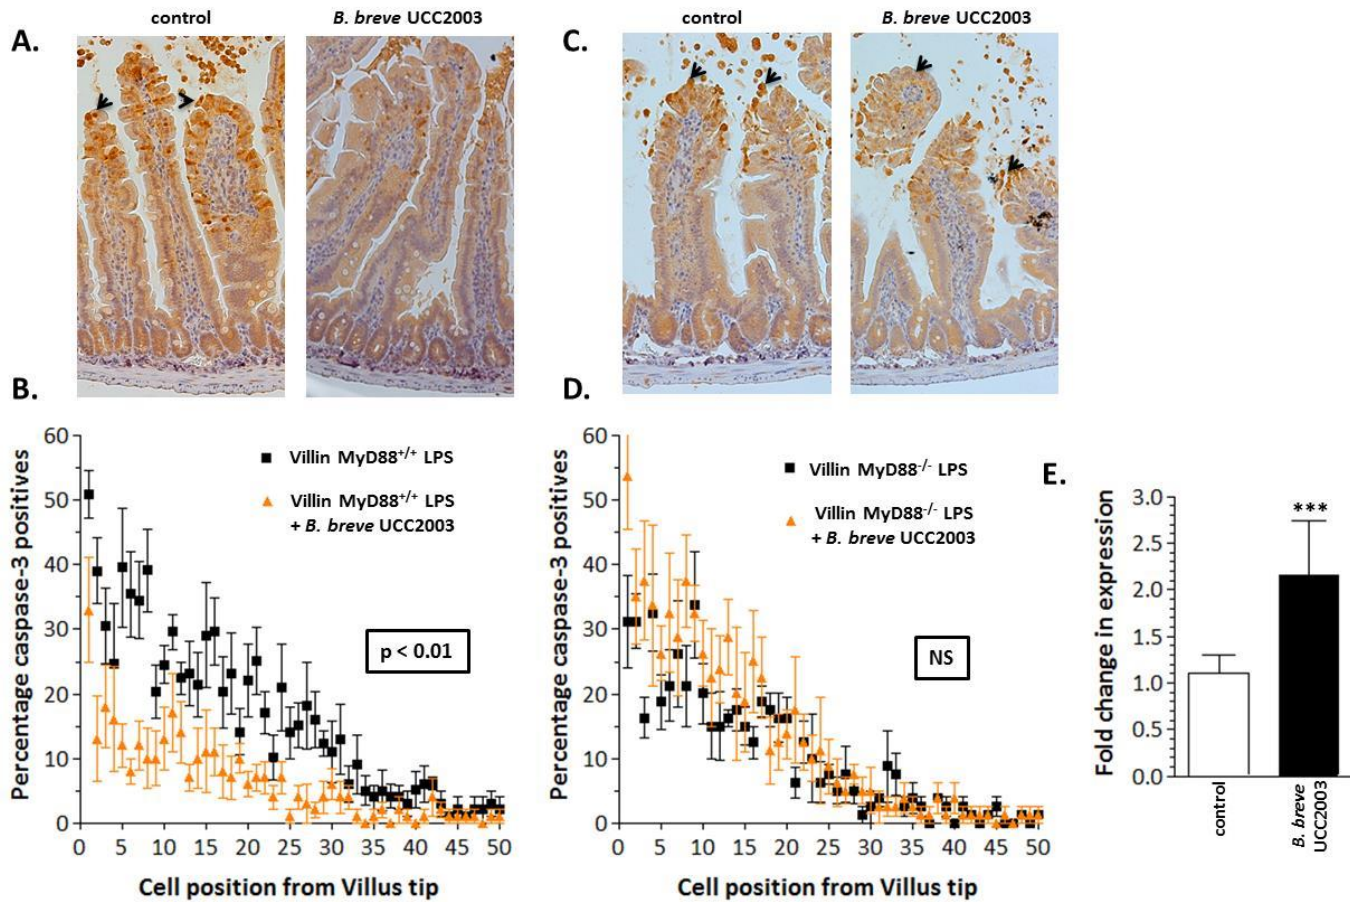 control
B. breve UCC2003
control
B. breve UCC2003
A.
C.
B.
D.
60
50
40
30
20
10
0
Percentage caspase-3 positives
Villin MyD88+/+ LPS
Villin MyD88+/+ LPS
+ B. breve UCC2003
p < 0.01
0 5 10 15 20 25 30 35 40 45 50
Cell position from Villus tip
60
50
40
30
20
10
0
Percentage caspase-3 positives
Villin MyD88-/- LPS
Villin MyD88-/- LPS
+ B. breve UCC2003
NS
0 5 10 15 20 25 30 35 40 45 50
Cell position from Villus tip
E.
3.0
2.5
2.0
1.5
1.0
0.5
0.0
Fold change in expression
***
control
B. breve
UCC2003